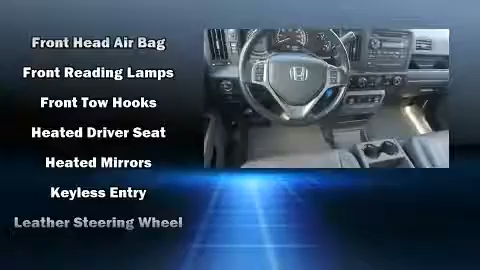 Front Head Air Bag
Front Reading Lamps
Front Tow Hooks
Heated Driver Seat
Heated Mirrors
Keyless Entry
Leather Steering Wheel